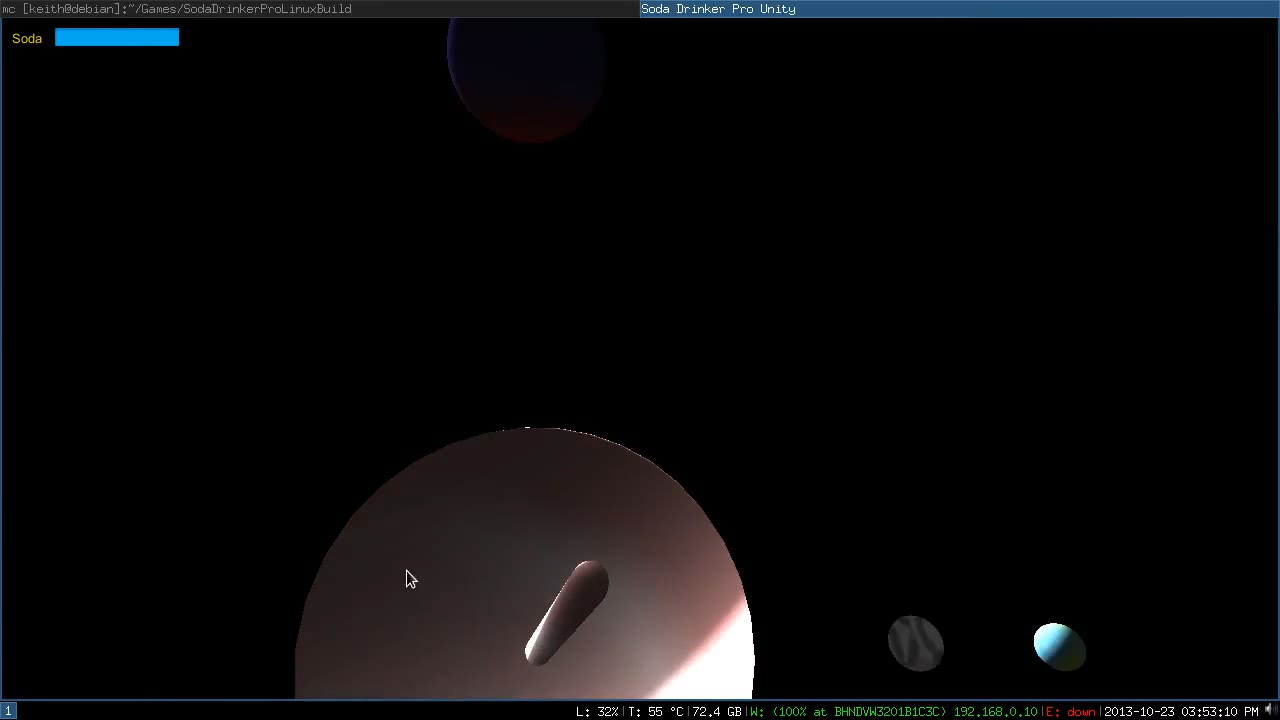 mc [keith@debian]:~/Games/SodaDrinkerProLinuxBuild
Soda Drinker Pro Unity
Soda
1
L: 32%|T: 55 °C|72.4 GB|W: (100% at BHNDVW3201B1C3C) 192.168.0.10|E: down|2013-10-23 03:53:10 PM